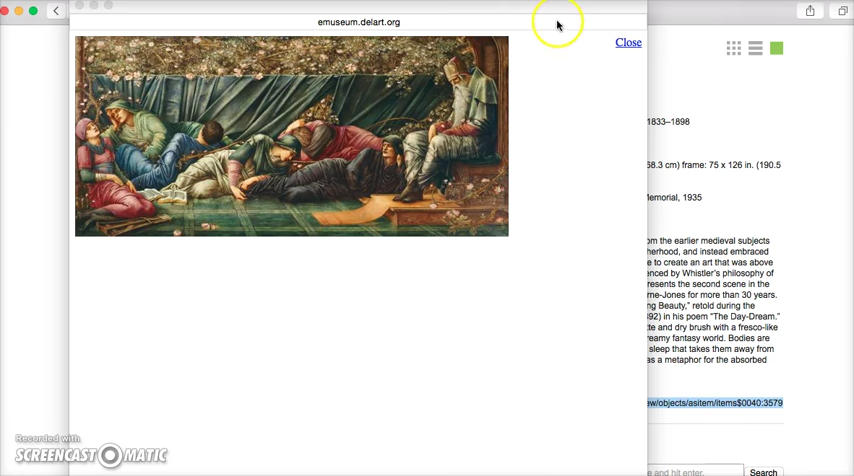 emuseum.delart.org
Close
1833–1898
68.3 cm) frame: 75 x 126 in. (190.5
Memorial, 1935
om the earlier medieval subjects
herhood, and instead embraced
e to create an art that was above
enced by Whistler's philosophy of
presents the second scene in the
rne-Jones for more than 30 years.
ng Beauty," retold during the
892) in his poem "The Day-Dream."
tte and dry brush with a fresco-like
reamy fantasy world. Bodies are
sleep that takes them away from
as a metaphor for the absorbed
ew/objects/asitem/items$0040:3579
e and hit enter.
Search
Recorded with
SCREENCAST MATIC